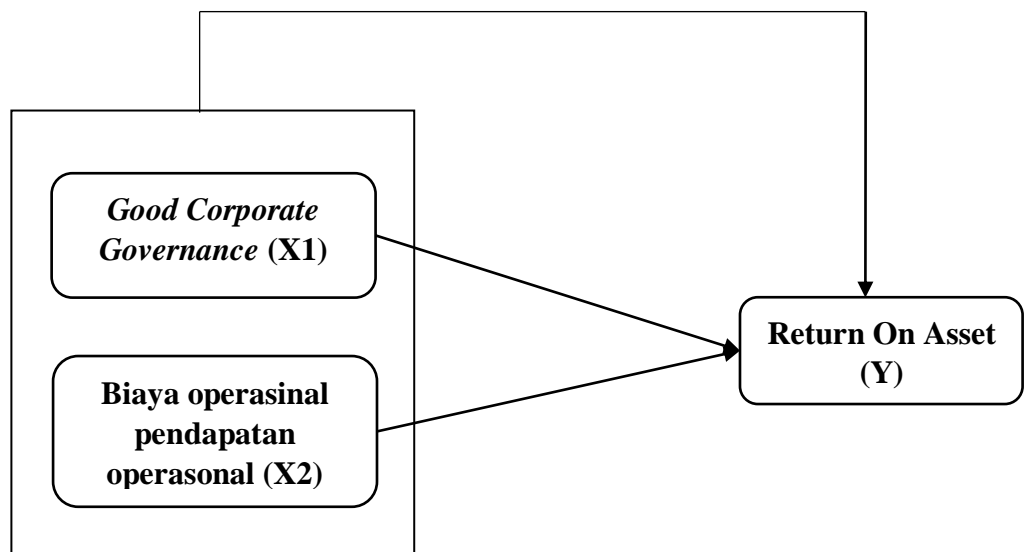 Good Corporate
Governance (X1)
Biaya operasinal
pendapatan
operasonal (X2)
Return On Asset
(Y)